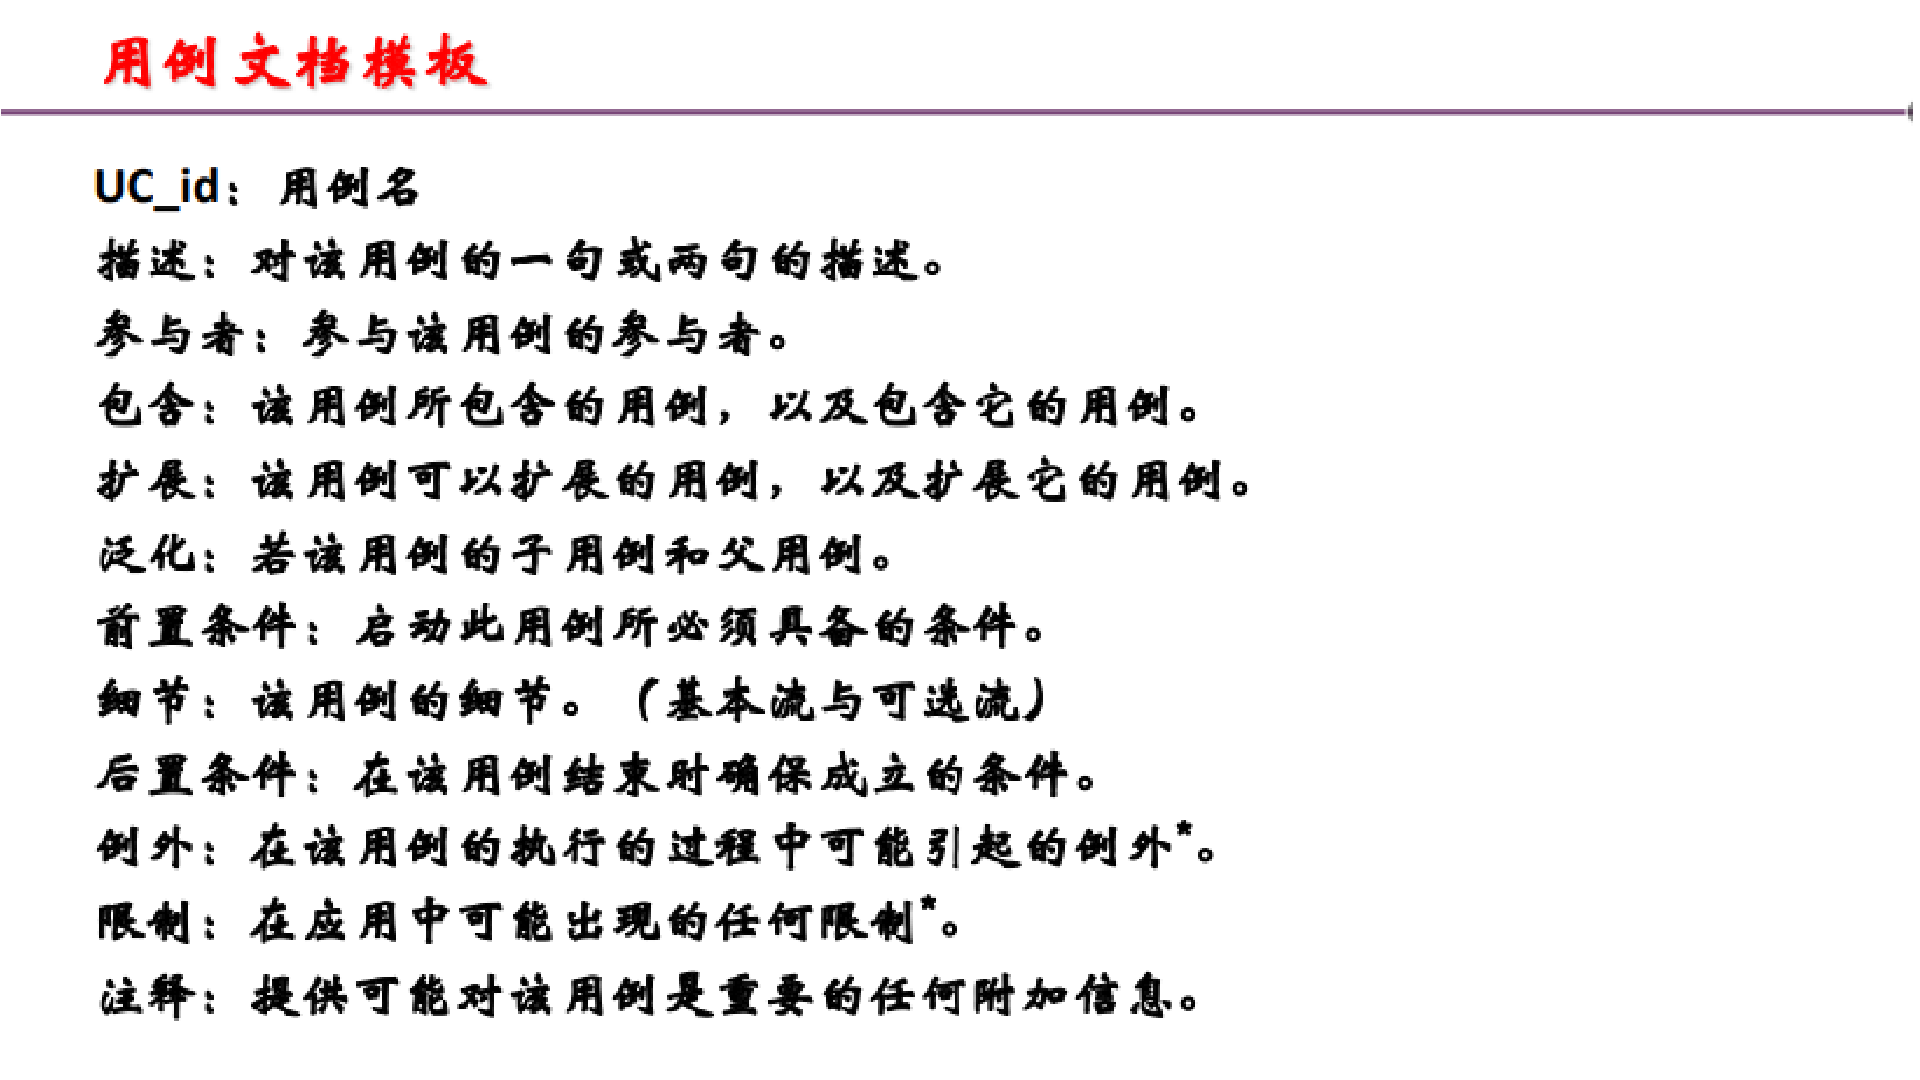 用例文档模板
UC_id：用例名
描述：对该用例的一句或两句的描述。
参与者：参与该用例的参与者。
包含：该用例所包含的用例，以及包含它的用例。
扩展：该用例可以扩展的用例，以及扩展它的用例。
泛化：若该用例的子用例和父用例。
前置条件：启动此用例所必须具备的条件。
细节：该用例的细节。（基本流与可选流）
后置条件：在该用例结束时确保成立的条件。
例外：在该用例的执行的过程中可能引起的例外*。
限制：在应用中可能出现的任何限制*。
注释：提供可能对该用例是重要的任何附加信息。